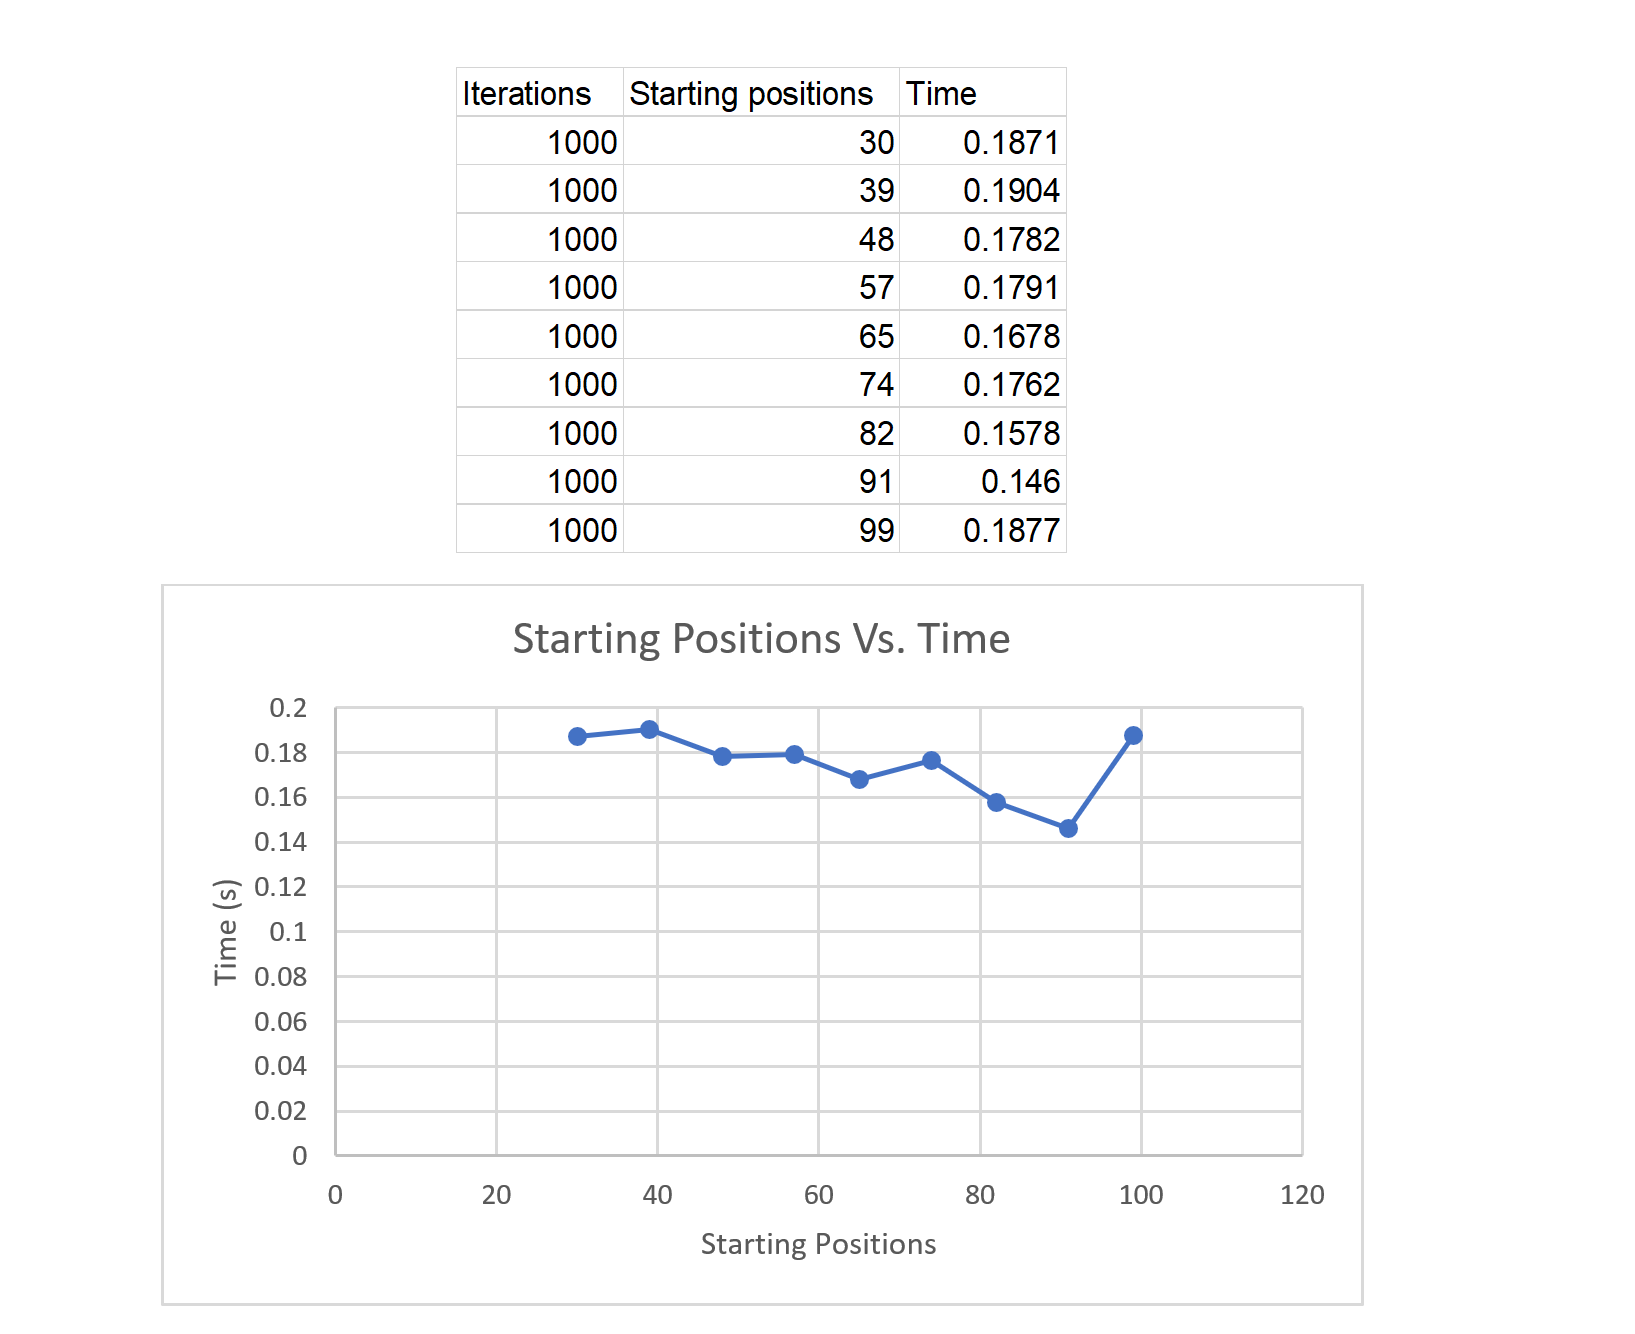 Iterations Starting positions Time
1000 30 0.1871
1000 39 0.1904
1000 48 0.1782
1000 57 0.1791
1000 65 0.1678
1000 74 0.1762
1000 82 0.1578
1000 91 0.146
1000 99 0.1877
Starting Positions Vs. Time
0.2
0.18
0.16
0.14
0.12
0.1
0.08
0.06
0.04
0.02
0
Time (s)
0 20 40 60 80 100 120
Starting Positions